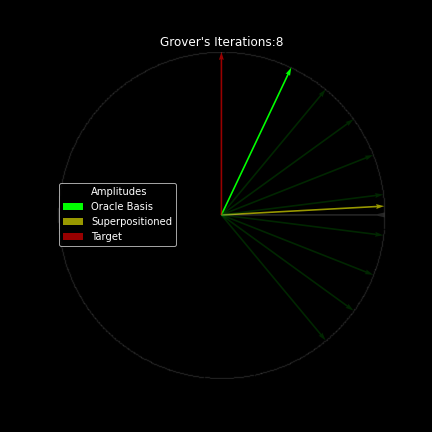 Grover's Iterations:8
Amplitudes
Oracle Basis
Superpositioned
Target